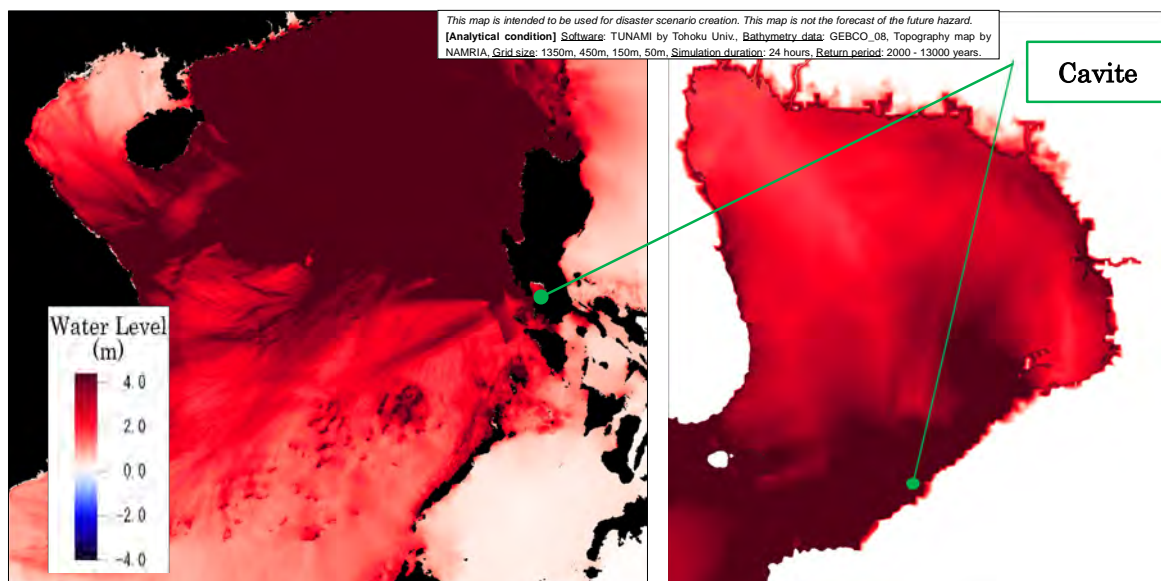 This map is intended to be used for disaster scenario creation. This map is not the forecast of the future hazard.
[Analytical condition] Software: TUNAMI by Tohoku Univ., Bathymetry data: GEBCO_08, Topography map by
NAMRIA, Grid size: 1350m, 450m, 150m, 50m, Simulation duration: 24 hours, Return period: 2000 - 13000 years.
Cavite
Water Level
(m)
4.0
2.0
0.0
-2.0
-4.0